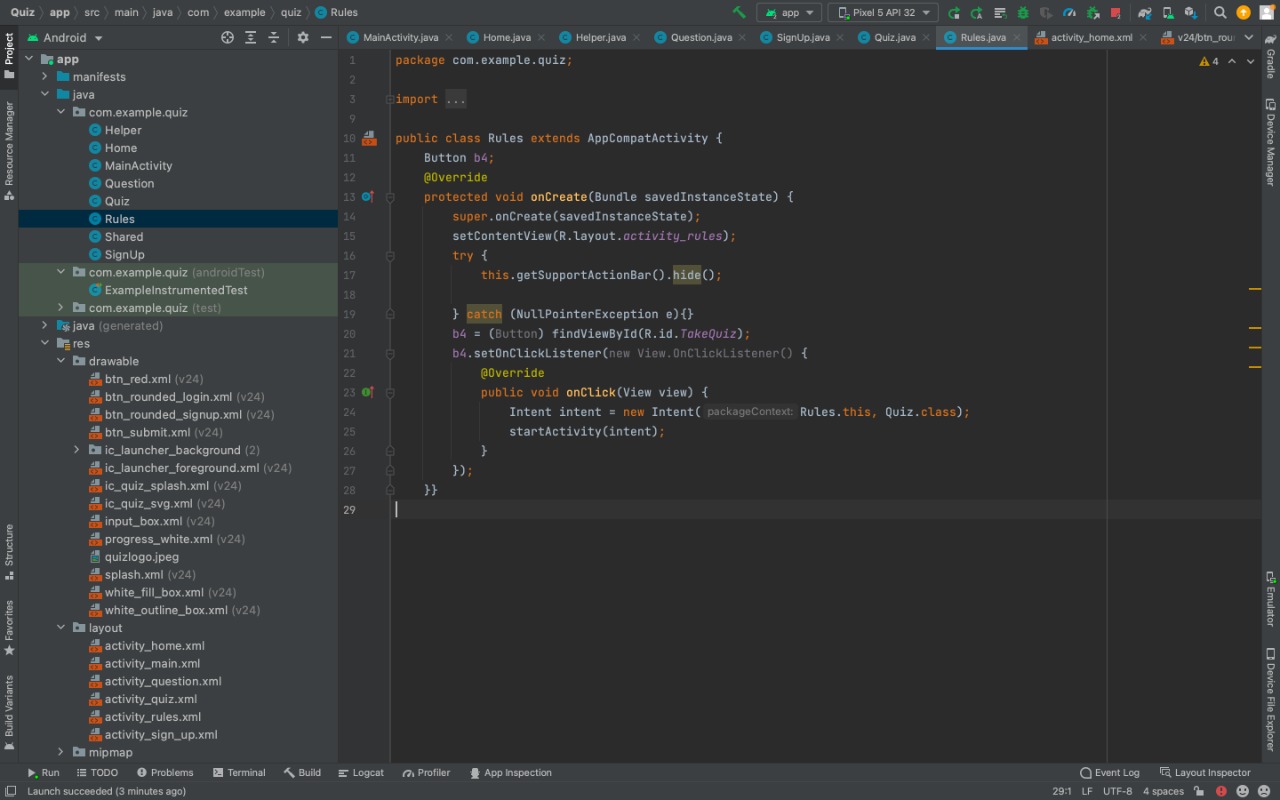 Quiz app src main java com example quiz Rules
app
Pixel 5 API 32
Android
MainActivity.java
Home.java
Helper.java
Question.java
SignUp.java
Quiz.java
Rules.java
activity_home.xml
v24/btn_rou
Project
Resource Manager
Structure
Favorites
Build Variants
app
manifests
java
com.example.quiz
Helper
Home
MainActivity
Question
Quiz
Rules
Shared
SignUp
com.example.quiz (androidTest)
ExampleInstrumentedTest
com.example.quiz (test)
java (generated)
res
drawable
btn_red.xml (v24)
btn_rounded_login.xml (v24)
btn_rounded_signup.xml (v24)
btn_submit.xml (v24)
ic_launcher_background (2)
ic_launcher_foreground.xml (v24)
ic_quiz_splash.xml (v24)
ic_quiz_svg.xml (v24)
input_box.xml (v24)
progress_white.xml (v24)
quizlogo.jpeg
splash.xml (v24)
white_fill_box.xml (v24)
white_outline_box.xml (v24)
layout
activity_home.xml
activity_main.xml
activity_question.xml
activity_quiz.xml
activity_rules.xml
activity_sign_up.xml
mipmap
1 package com.example.quiz;
2
3 import ...
10 public class Rules extends AppCompatActivity {
11 Button b4;
12 @Override
13 protected void onCreate(Bundle savedInstanceState) {
14 super.onCreate(savedInstanceState);
15 setContentView(R.layout.activity_rules);
16 try {
17 this.getSupportActionBar().hide();
18
19 } catch (NullPointerException e){}
20 b4 = (Button) findViewById(R.id.TakeQuiz);
21 b4.setOnClickListener(new View.OnClickListener() {
22 @Override
23 public void onClick(View view) {
24 Intent intent = new Intent( packageContext: Rules.this, Quiz.class);
25 startActivity(intent);
26 }
27 });
28 }}
29
4
Gradle
Device Manager
Emulator
Device File Explorer
Run TODO Problems Terminal Build Logcat Profiler App Inspection
Event Log Layout Inspector
Launch succeeded (3 minutes ago)
29:1 LF UTF-8 4 spaces